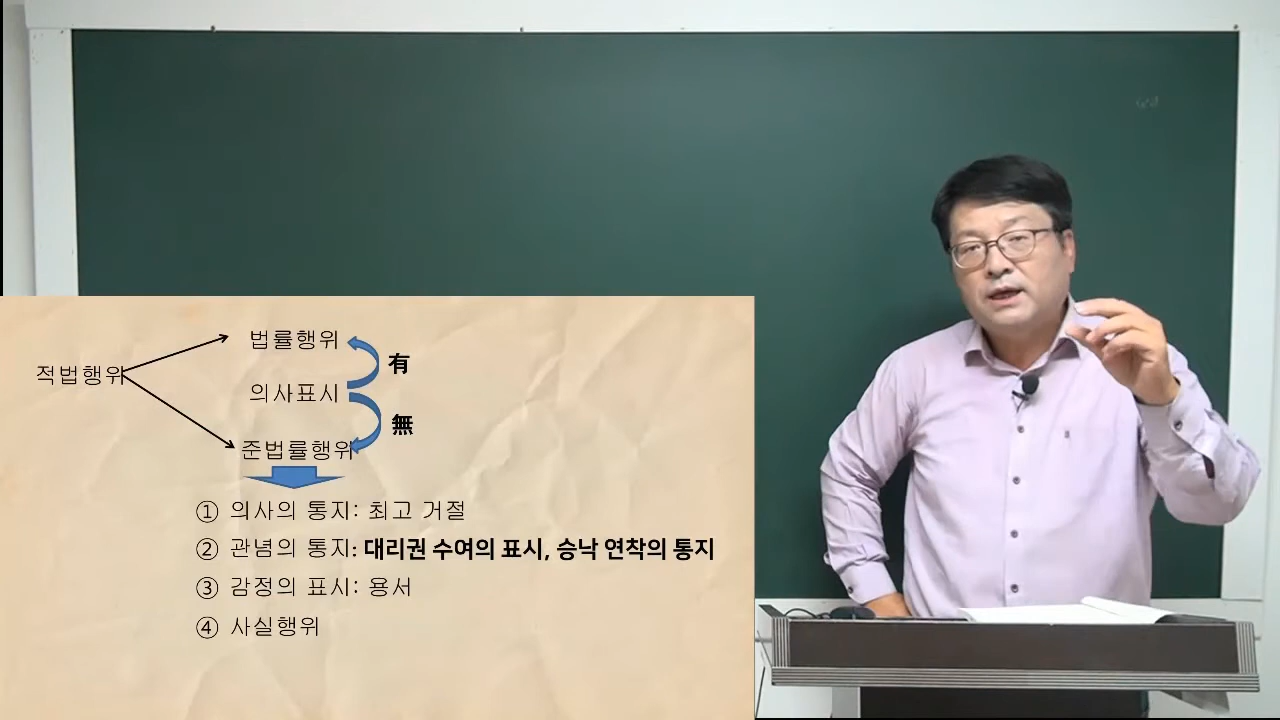 법률행위
有
적법행위
의사표시
無
준법률행위
① 의사의 통지: 최고 거절
② 관념의 통지: 대리권 수여의 표시, 승낙 연착의 통지
③ 감정의 표시: 용서
④ 사실행위